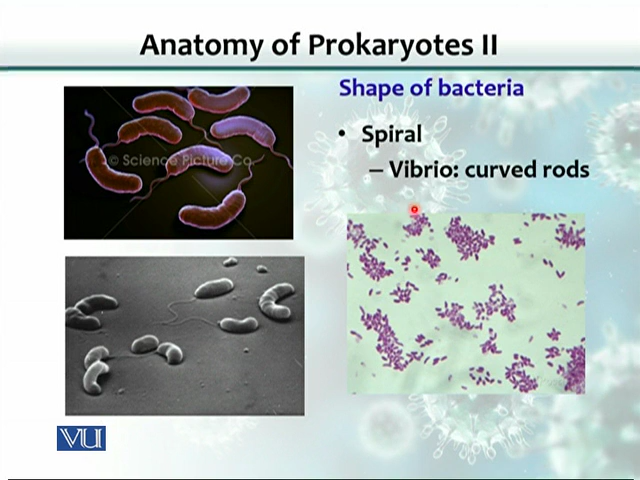 Anatomy of Prokaryotes II
Shape of bacteria
• Spiral
– Vibrio: curved rods
© Science Picture Co
VU